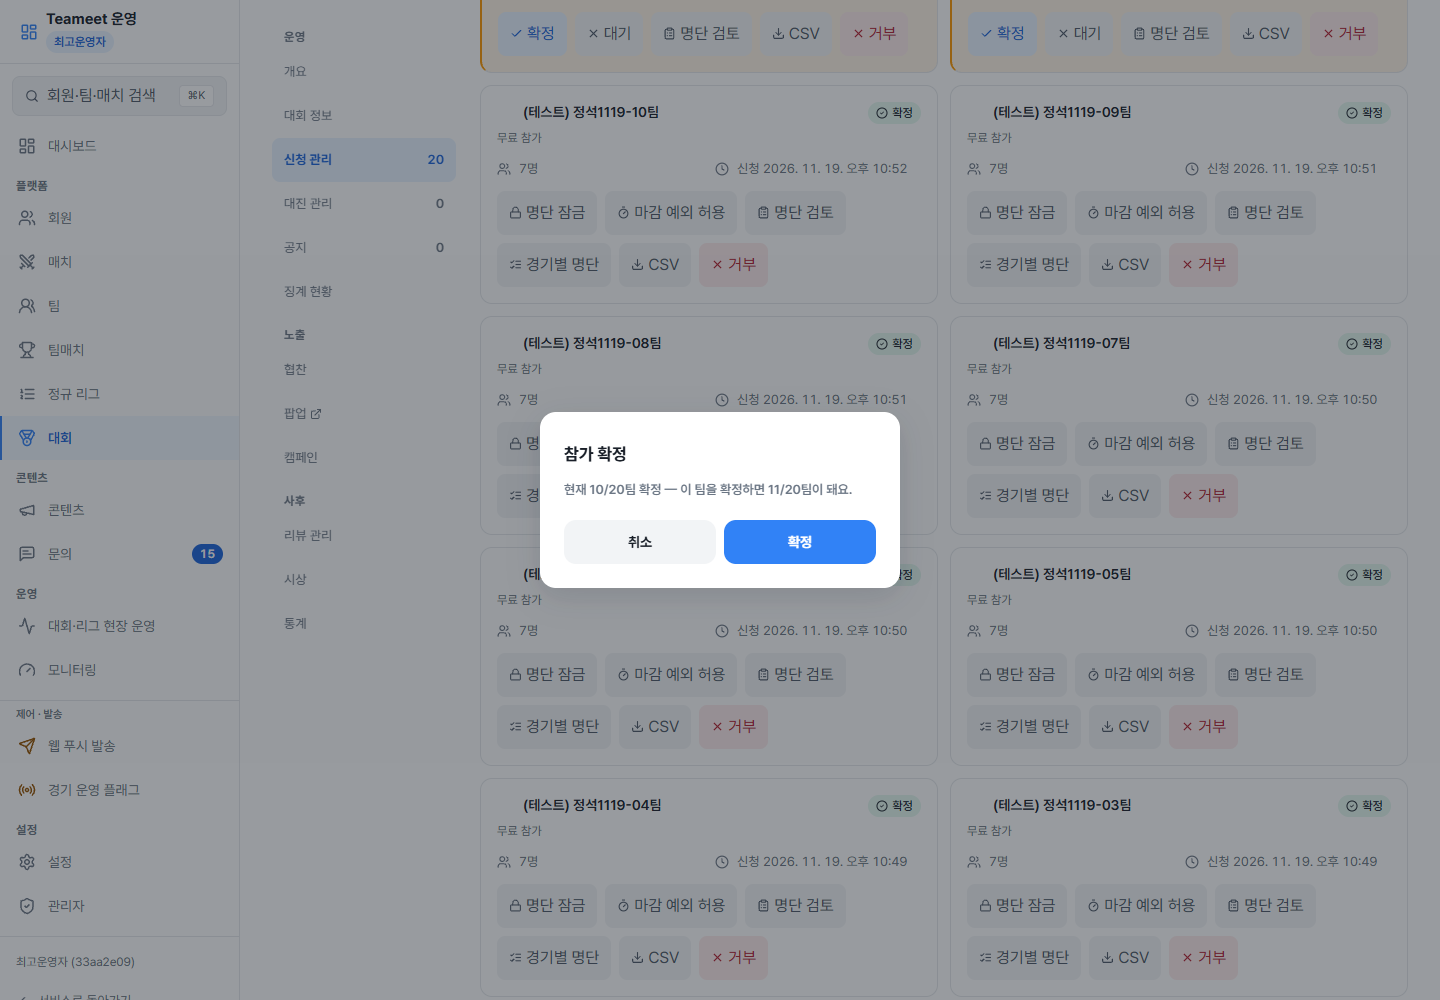 Teameet 운영
최고운영자
회원·팀·매치 검색 ⌘K
대시보드
플랫폼
회원
매치
팀
팀매치
정규 리그
대회
콘텐츠
콘텐츠
문의 15
운영
대회·리그 현장 운영
모니터링
제어 · 발송
웹 푸시 발송
경기 운영 플래그
설정
설정
관리자
최고운영자 (33aa2e09)
서비스로 돌아가기
운영
개요
대회 정보
신청 관리 20
대진 관리 0
공지 0
징계 현황
노출
협찬
팝업
캠페인
사후
리뷰 관리
시상
통계
확정 대기 명단 검토 CSV 거부
확정 대기 명단 검토 CSV 거부
(테스트) 정석1119-10팀 확정
무료 참가
7명 신청 2026. 11. 19. 오후 10:52
명단 잠금 마감 예외 허용 명단 검토
경기별 명단 CSV 거부
(테스트) 정석1119-09팀 확정
무료 참가
7명 신청 2026. 11. 19. 오후 10:51
명단 잠금 마감 예외 허용 명단 검토
경기별 명단 CSV 거부
(테스트) 정석1119-08팀 확정
무료 참가
7명 신청 2026. 11. 19. 오후 10:51
명
경
(테스트) 정석1119-07팀 확정
무료 참가
7명 신청 2026. 11. 19. 오후 10:50
명단 잠금 마감 예외 허용 명단 검토
경기별 명단 CSV 거부
참가 확정
현재 10/20팀 확정 — 이 팀을 확정하면 11/20팀이 돼요.
취소 확정
(테 정
무료 참가
7명 신청 2026. 11. 19. 오후 10:50
명단 잠금 마감 예외 허용 명단 검토
경기별 명단 CSV 거부
(테스트) 정석1119-05팀 확정
무료 참가
7명 신청 2026. 11. 19. 오후 10:50
명단 잠금 마감 예외 허용 명단 검토
경기별 명단 CSV 거부
(테스트) 정석1119-04팀 확정
무료 참가
7명 신청 2026. 11. 19. 오후 10:49
명단 잠금 마감 예외 허용 명단 검토
경기별 명단 CSV 거부
(테스트) 정석1119-03팀 확정
무료 참가
7명 신청 2026. 11. 19. 오후 10:49
명단 잠금 마감 예외 허용 명단 검토
경기별 명단 CSV 거부